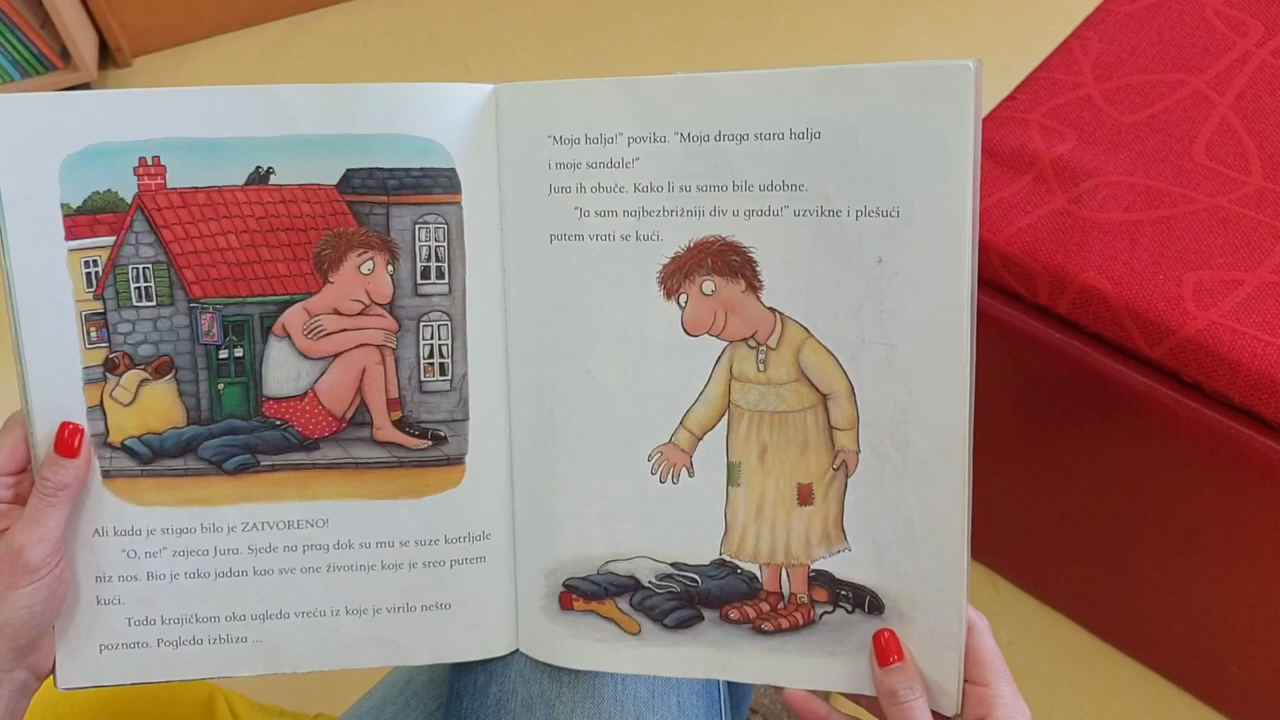 Ali kada je stigao bilo je ZATVORENO!
"O, ne!" zajeca Jura. Sjede na prag dok su mu se suze kotrljale
niz nos. Bio je tako jadan kao sve one životinje koje je sreo putem
kući.
Tada krajičkom oka ugleda vreću iz koje je virilo nešto
poznato. Pogleda izbliza ...
"Moja halja!" povika. "Moja draga stara halja
i moje sandale!"
Jura ih obuče. Kako li su samo bile udobne.
"Ja sam najbezbrižniji div u gradu!" uzvikne i plešući
putem vrati se kući.